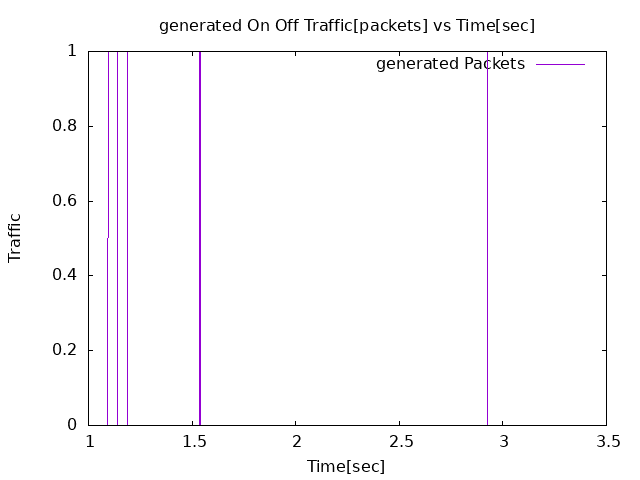 generated On Off Traffic[packets] vs Time[sec]
generated Packets
1
0.8
0.6
0.4
0.2
0
Traffic
1 1.5 2 2.5 3 3.5
Time[sec]